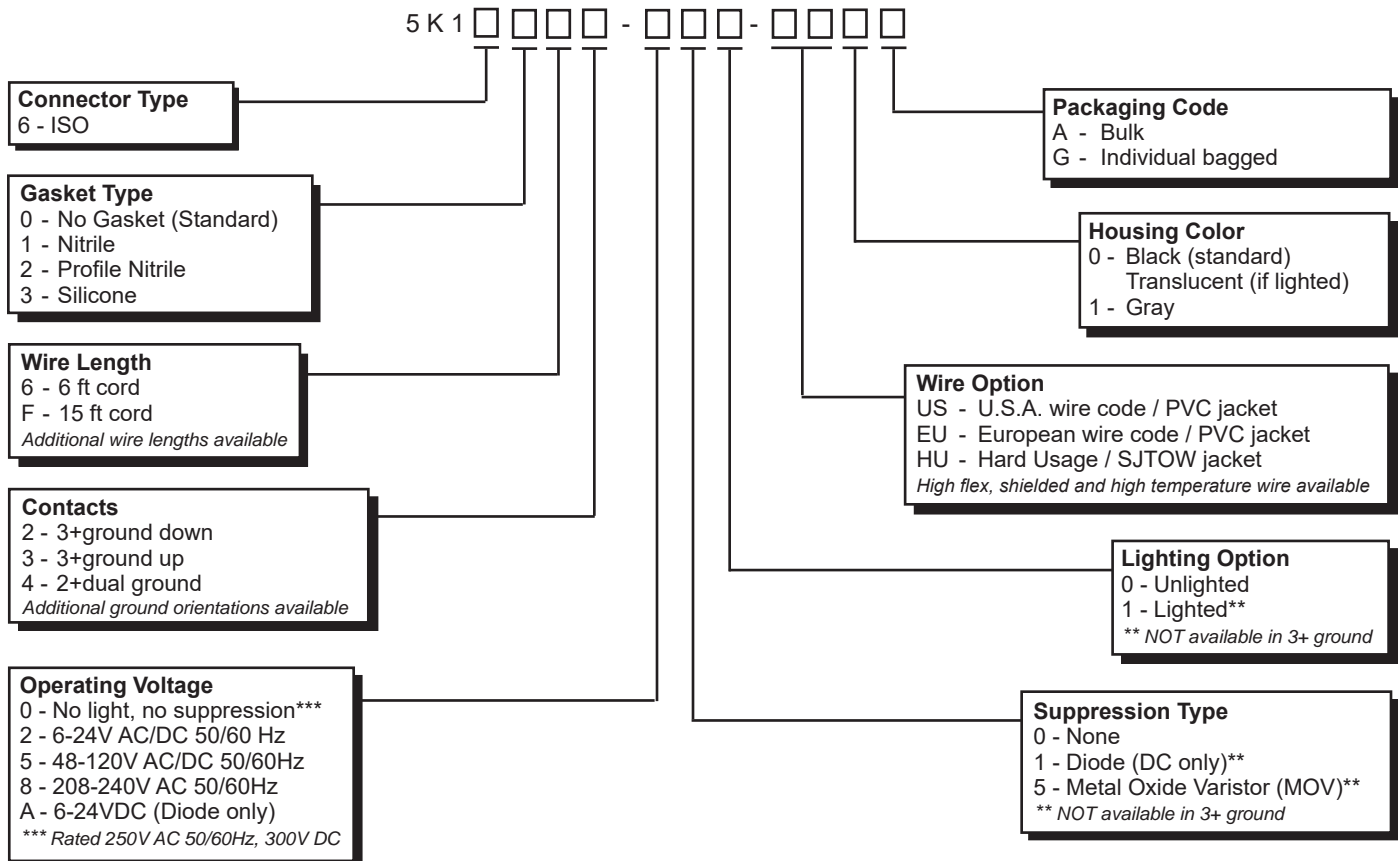 5 K 1 □ □ □ □ - □ □ □ - □ □ □ □
Connector Type
6 - ISO
Gasket Type
0 - No Gasket (Standard)
1 - Nitrile
2 - Profile Nitrile
3 - Silicone
Wire Length
6 - 6 ft cord
F - 15 ft cord
Additional wire lengths available
Contacts
2 - 3+ground down
3 - 3+ground up
4 - 2+dual ground
Additional ground orientations available
Operating Voltage
0 - No light, no suppression***
2 - 6-24V AC/DC 50/60 Hz
5 - 48-120V AC/DC 50/60Hz
8 - 208-240V AC 50/60Hz
A - 6-24VDC (Diode only)
*** Rated 250V AC 50/60Hz, 300V DC
Packaging Code
A - Bulk
G - Individual bagged
Housing Color
0 - Black (standard)
Translucent (if lighted)
1 - Gray
Wire Option
US - U.S.A. wire code / PVC jacket
EU - European wire code / PVC jacket
HU - Hard Usage / SJTOW jacket
High flex, shielded and high temperature wire available
Lighting Option
0 - Unlighted
1 - Lighted**
** NOT available in 3+ ground
Suppression Type
0 - None
1 - Diode (DC only)**
5 - Metal Oxide Varistor (MOV)**
** NOT available in 3+ ground